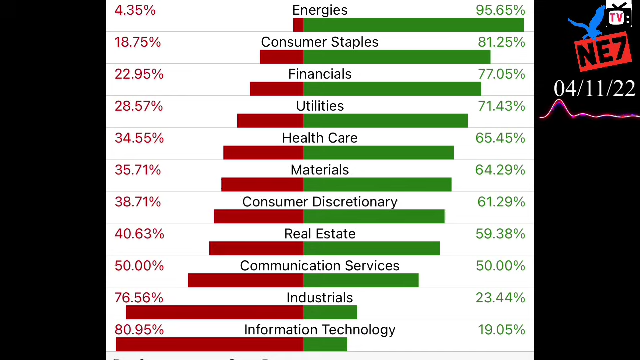 4.35% Energies 95.65%
18.75% Consumer Staples 81.25%
22.95% Financials 77.05%
28.57% Utilities 71.43%
34.55% Health Care 65.45%
35.71% Materials 64.29%
38.71% Consumer Discretionary 61.29%
40.63% Real Estate 59.38%
50.00% Communication Services 50.00%
76.56% Industrials 23.44%
80.95% Information Technology 19.05%
TV
NE7
04/11/22